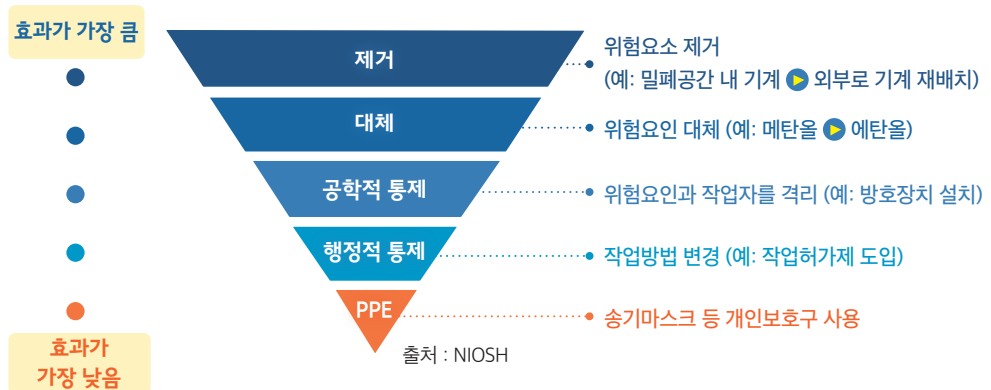 효과가 가장 큼
제거
위험요소 제거
(예: 밀폐공간 내 기계 외부로 기계 재배치)
대체
위험요인 대체 (예: 메탄올 에탄올)
공학적 통제
위험요인과 작업자를 격리 (예: 방호장치 설치)
행정적 통제
작업방법 변경 (예: 작업허가제 도입)
PPE
송기마스크 등 개인보호구 사용
효과가
가장 낮음
출처 : NIOSH